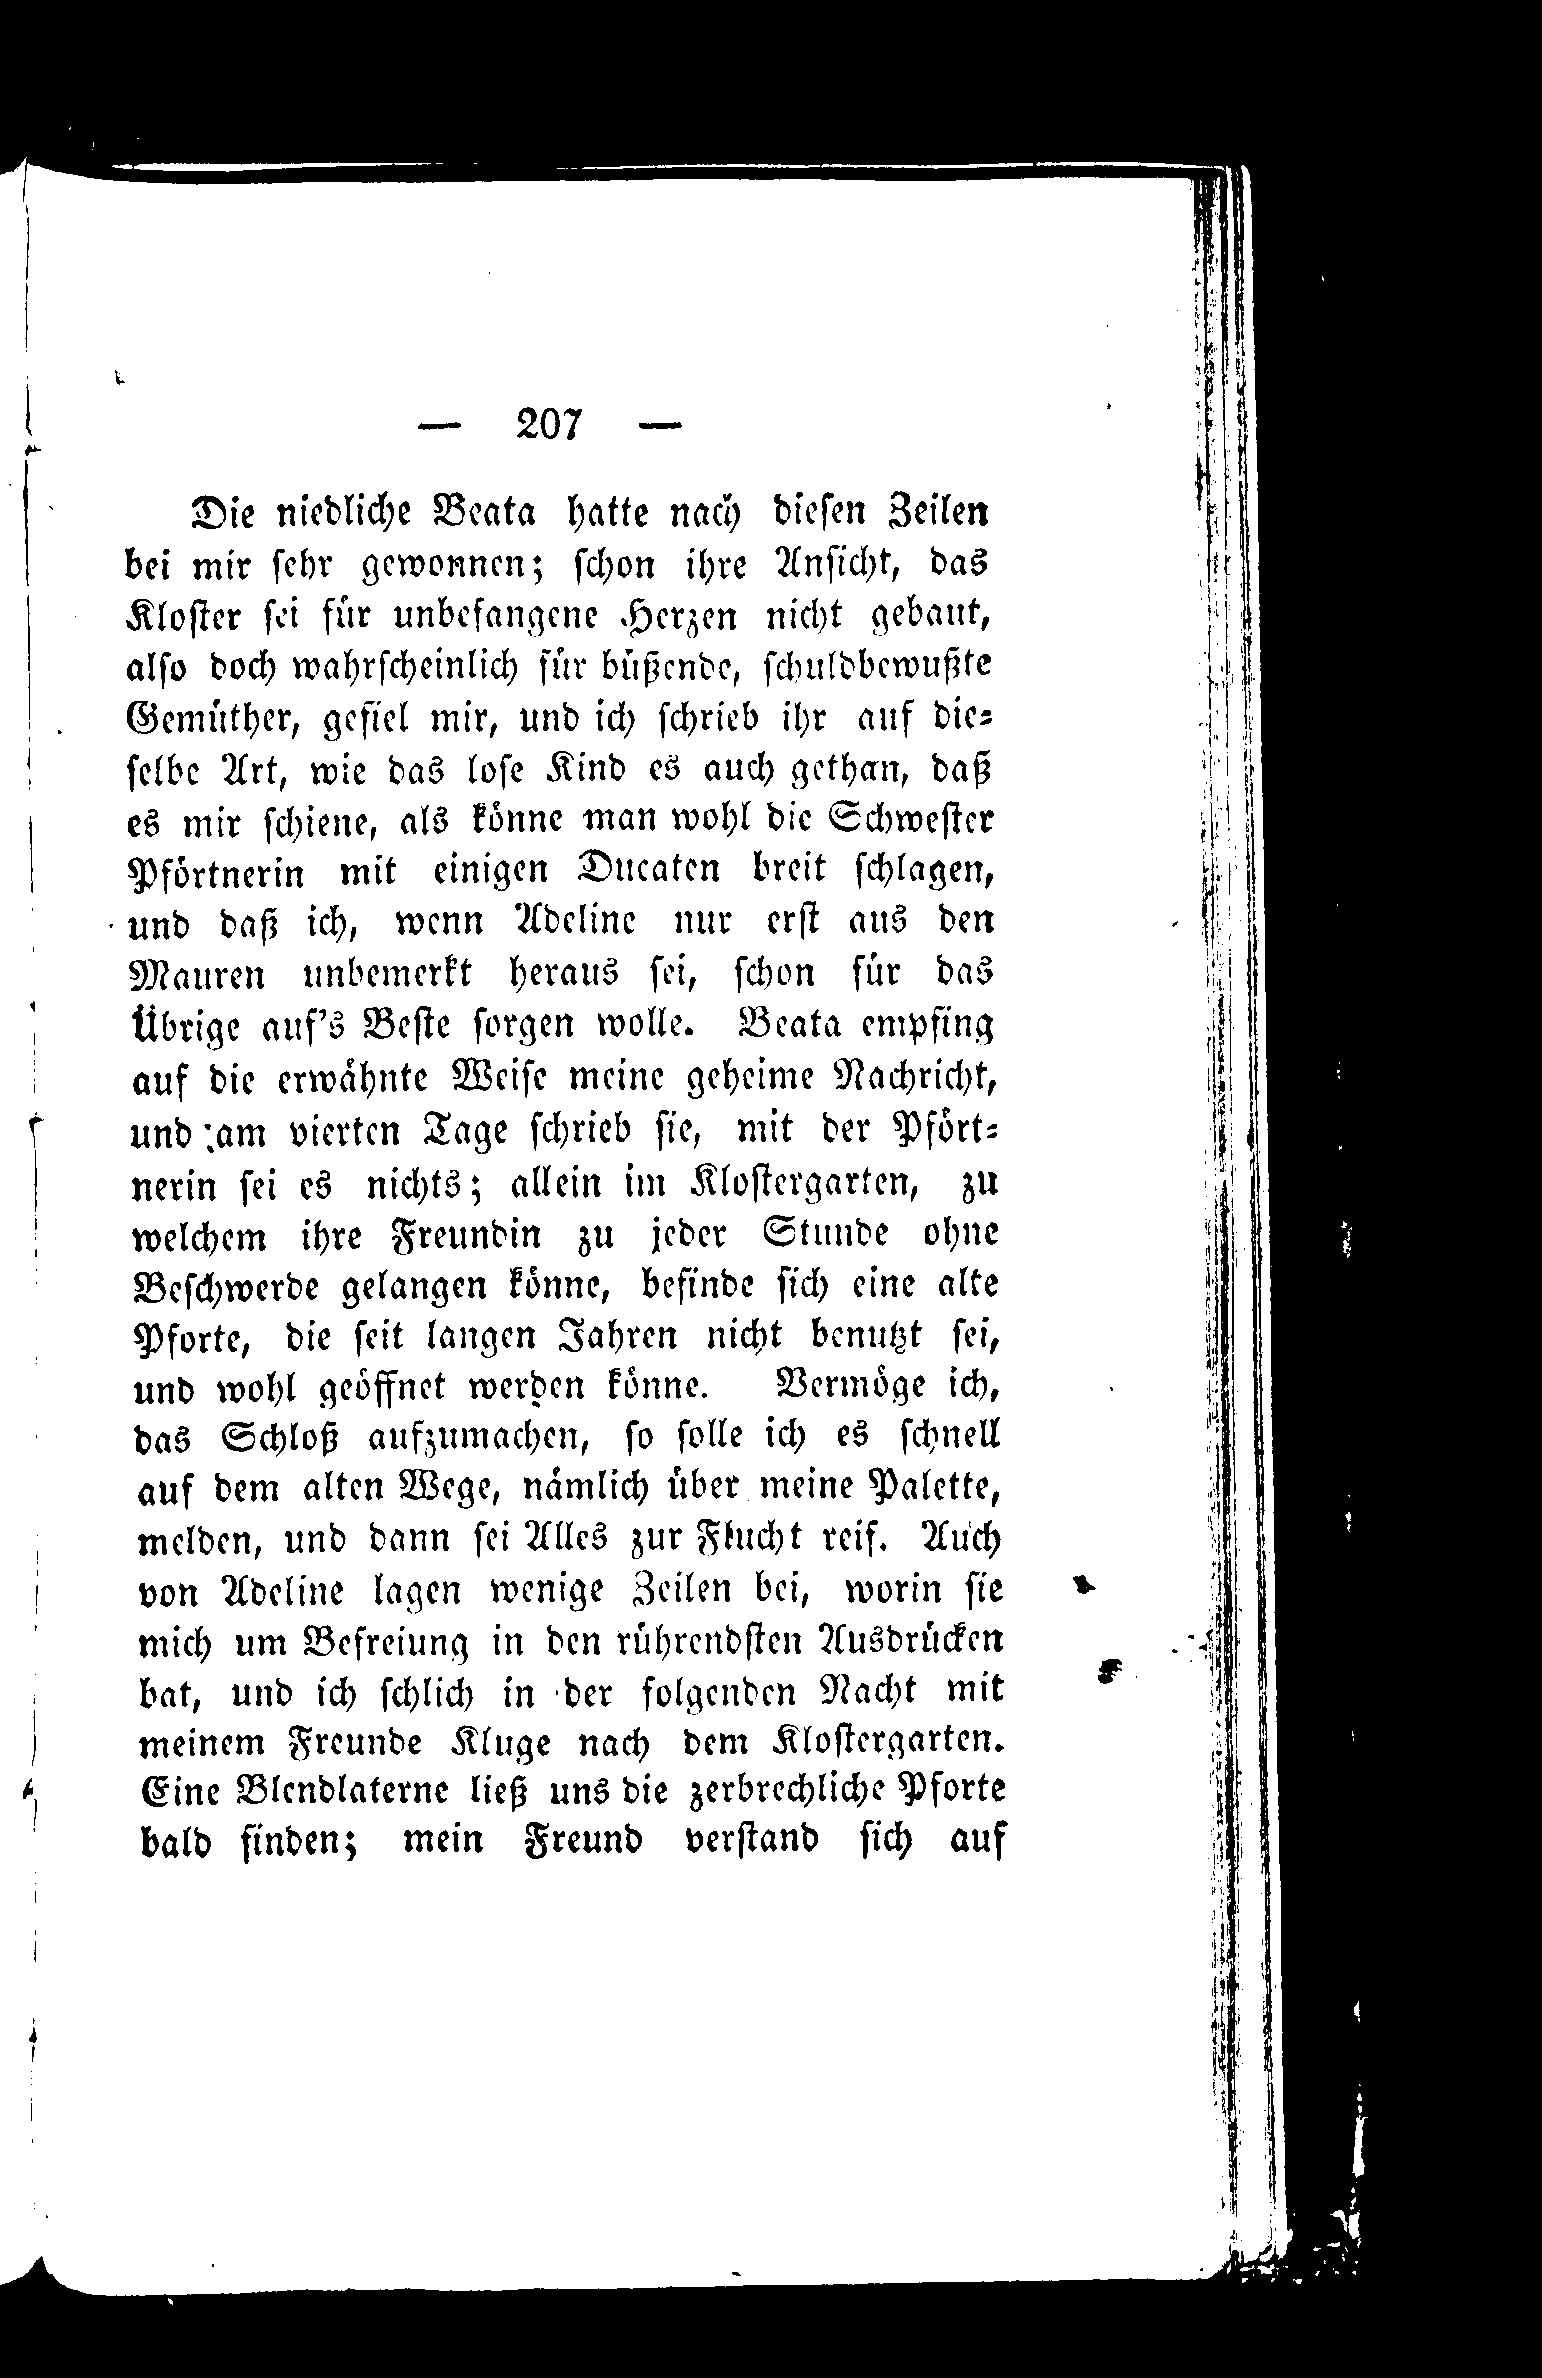 — 207 —
Die niedliche Beata hatte nach diesen Zeilen
bei mir sehr gewonnen; schon ihre Ansicht, das
Kloster sei für unbefangene Herzen nicht gebaut,
also doch wahrscheinlich für büßende, schuldbewußte
Gemüther, gefiel mir, und ich schrieb ihr auf die-
selbe Art, wie das lose Kind es auch gethan, daß
es mir schiene, als könne man wohl die Schwester
Pförtnerin mit einigen Ducaten breit schlagen,
und daß ich, wenn Adeline nur erst aus den
Mauren unbemerkt heraus sei, schon für das
Übrige auf's Beste sorgen wolle. Beata empfing
auf die erwähnte Weise meine geheime Nachricht,
und am vierten Tage schrieb sie, mit der Pfört-
nerin sei es nichts; allein im Klostergarten, zu
welchem ihre Freundin zu jeder Stunde ohne
Beschwerde gelangen könne, befinde sich eine alte
Pforte, die seit langen Jahren nicht benutzt sei,
und wohl geöffnet werden könne. Vermöge ich,
das Schloß aufzumachen, so solle ich es schnell
auf dem alten Wege, nämlich über meine Palette,
melden, und dann sei Alles zur Flucht reif. Auch
von Adeline lagen wenige Zeilen bei, worin sie
mich um Befreiung in den rührendsten Ausdrücken
bat, und ich schlich in der folgenden Nacht mit
meinem Freunde Kluge nach dem Klostergarten.
Eine Blendlaterne ließ uns die zerbrechliche Pforte
bald finden; mein Freund verstand sich auf